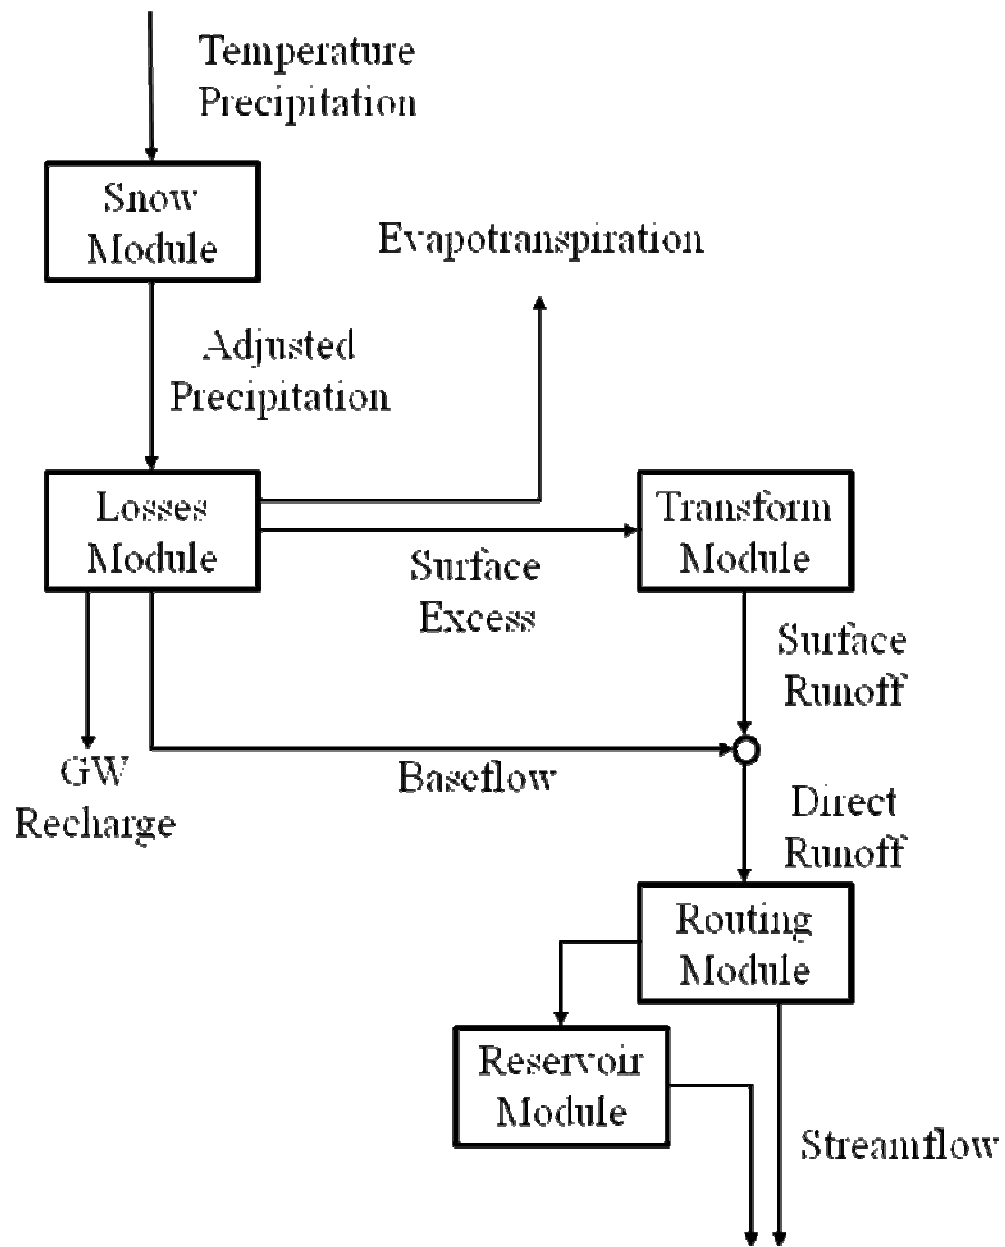 Temperature
Precipitation
Snow
Module
Evapotranspiration
Adjusted
Precipitation
Losses
Module
Transform
Module
Surface
Excess
Surface
Runoff
GW
Recharge
Baseflow
Direct
Runoff
Routing
Module
Reservoir
Module
Streamflow